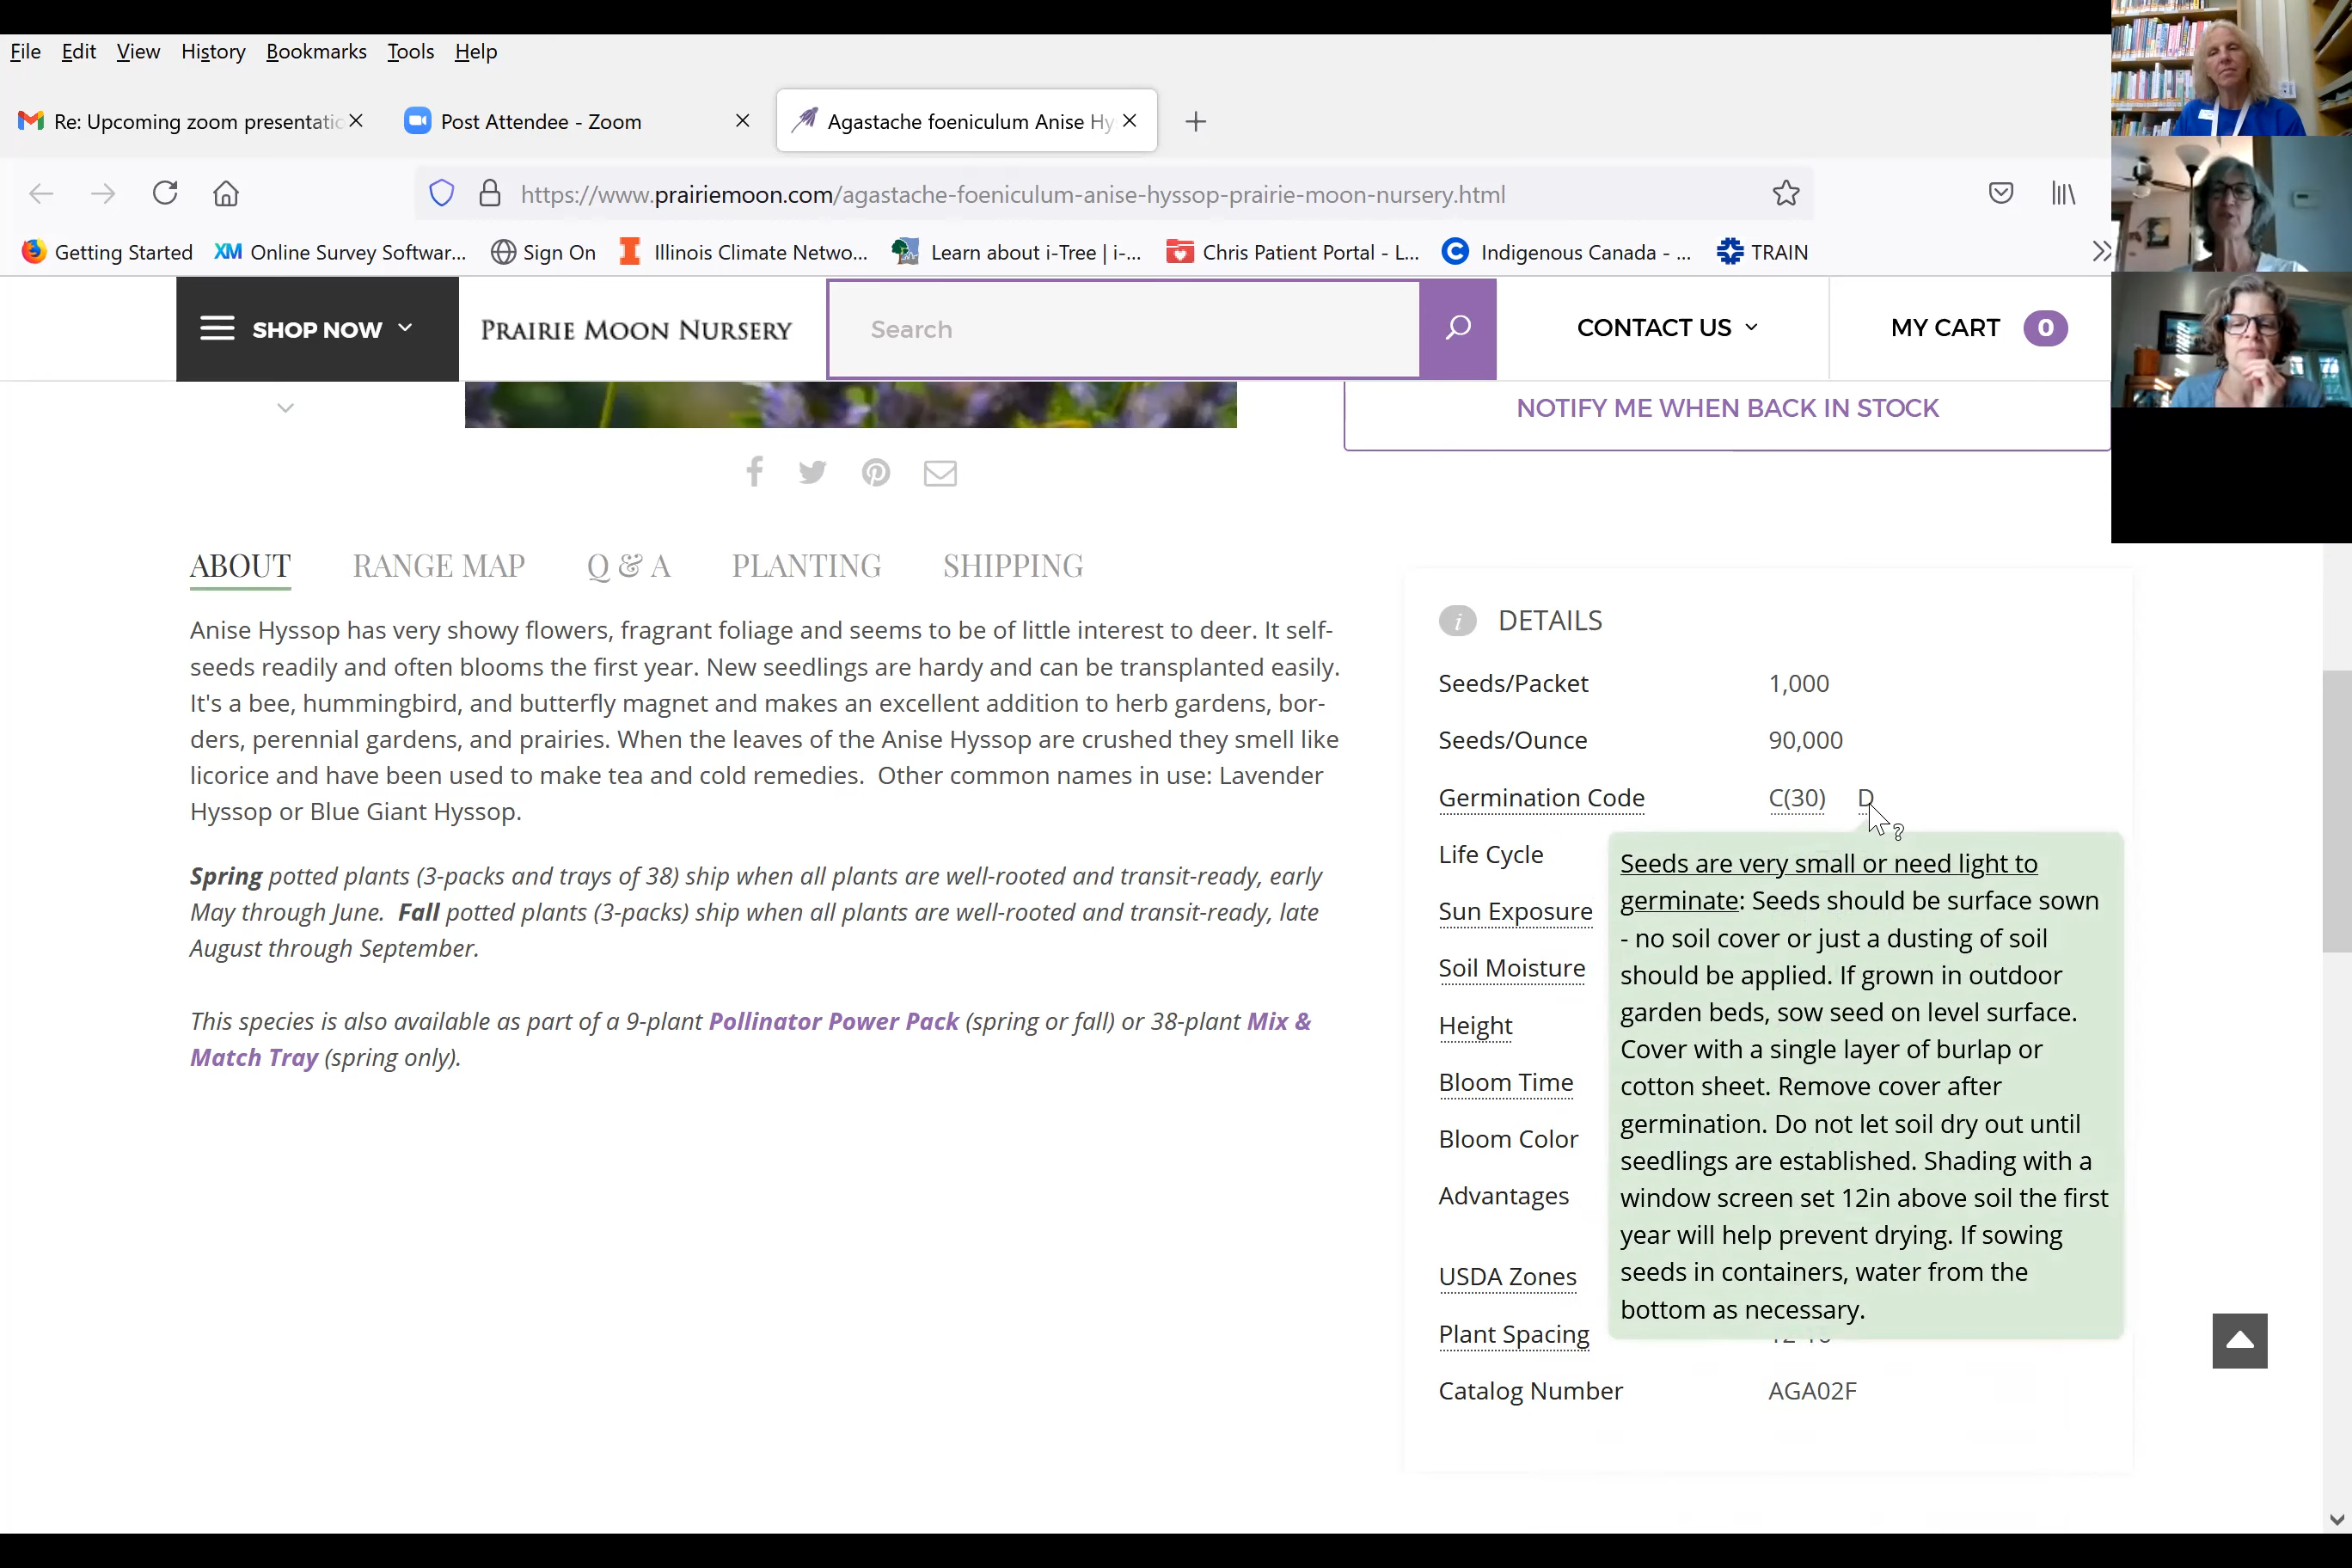 File Edit View History Bookmarks Tools Help
Re: Upcoming zoom presentatic
Post Attendee - Zoom
Agastache foeniculum Anise Hy
https://www.prairiemoon.com/agastache-foeniculum-anise-hyssop-prairie-moon-nursery.html
Getting Started XM Online Survey Softwar... Sign On Illinois Climate Netwo... Learn about i-Tree | i-... Chris Patient Portal - L... Indigenous Canada - ... TRAIN
SHOP NOW
PRAIRIE MOON NURSERY
Search
CONTACT US
MY CART 0
NOTIFY ME WHEN BACK IN STOCK
ABOUT RANGE MAP Q & A PLANTING SHIPPING
Anise Hyssop has very showy flowers, fragrant foliage and seems to be of little interest to deer. It self-
seeds readily and often blooms the first year. New seedlings are hardy and can be transplanted easily.
It's a bee, hummingbird, and butterfly magnet and makes an excellent addition to herb gardens, bor-
ders, perennial gardens, and prairies. When the leaves of the Anise Hyssop are crushed they smell like
licorice and have been used to make tea and cold remedies. Other common names in use: Lavender
Hyssop or Blue Giant Hyssop.
Spring potted plants (3-packs and trays of 38) ship when all plants are well-rooted and transit-ready, early
May through June. Fall potted plants (3-packs) ship when all plants are well-rooted and transit-ready, late
August through September.
This species is also available as part of a 9-plant Pollinator Power Pack (spring or fall) or 38-plant Mix &
Match Tray (spring only).
i DETAILS
Seeds/Packet 1,000
Seeds/Ounce 90,000
Germination Code C(30) D
Life Cycle
Sun Exposure
Soil Moisture
Height
Bloom Time
Bloom Color
Advantages
USDA Zones
Plant Spacing
Catalog Number AGA02F
Seeds are very small or need light to
germinate: Seeds should be surface sown
- no soil cover or just a dusting of soil
should be applied. If grown in outdoor
garden beds, sow seed on level surface.
Cover with a single layer of burlap or
cotton sheet. Remove cover after
germination. Do not let soil dry out until
seedlings are established. Shading with a
window screen set 12in above soil the first
year will help prevent drying. If sowing
seeds in containers, water from the
bottom as necessary.